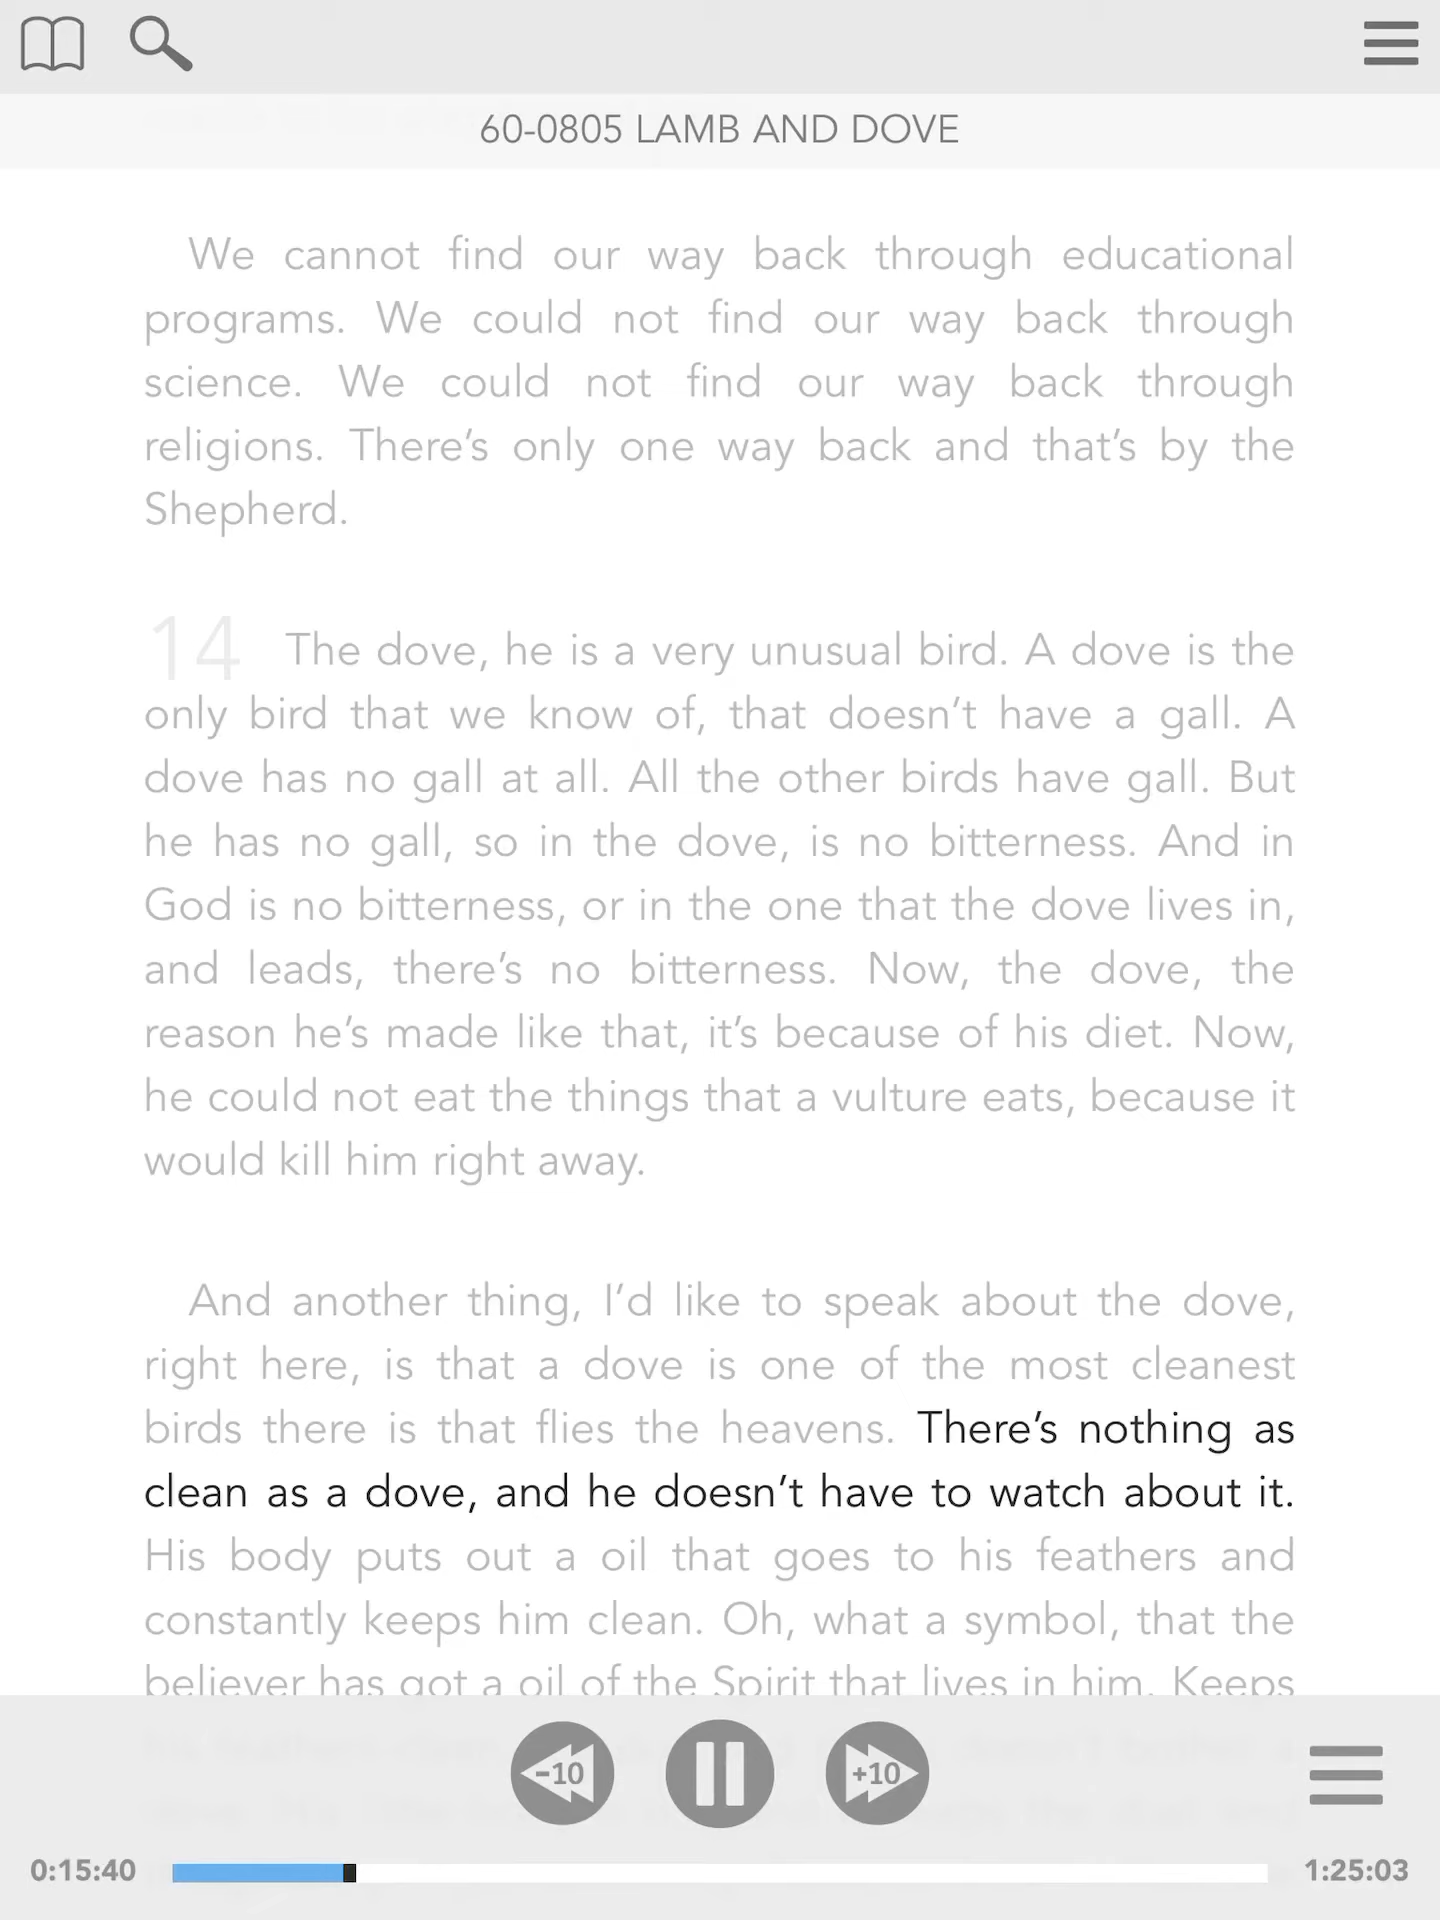 60-0805 LAMB AND DOVE
We cannot find our way back through educational
programs. We could not find our way back through
science. We could not find our way back through
religions. There's only one way back and that's by the
Shepherd.
14 The dove, he is a very unusual bird. A dove is the
only bird that we know of, that doesn't have a gall. A
dove has no gall at all. All the other birds have gall. But
he has no gall, so in the dove, is no bitterness. And in
God is no bitterness, or in the one that the dove lives in,
and leads, there's no bitterness. Now, the dove, the
reason he's made like that, it's because of his diet. Now,
he could not eat the things that a vulture eats, because it
would kill him right away.
And another thing, I'd like to speak about the dove,
right here, is that a dove is one of the most cleanest
birds there is that flies the heavens. There's nothing as
clean as a dove, and he doesn't have to watch about it.
His body puts out a oil that goes to his feathers and
constantly keeps him clean. Oh, what a symbol, that the
believer has got a oil of the Spirit that lives in him. Keeps
-10 +10
0:15:40 1:25:03